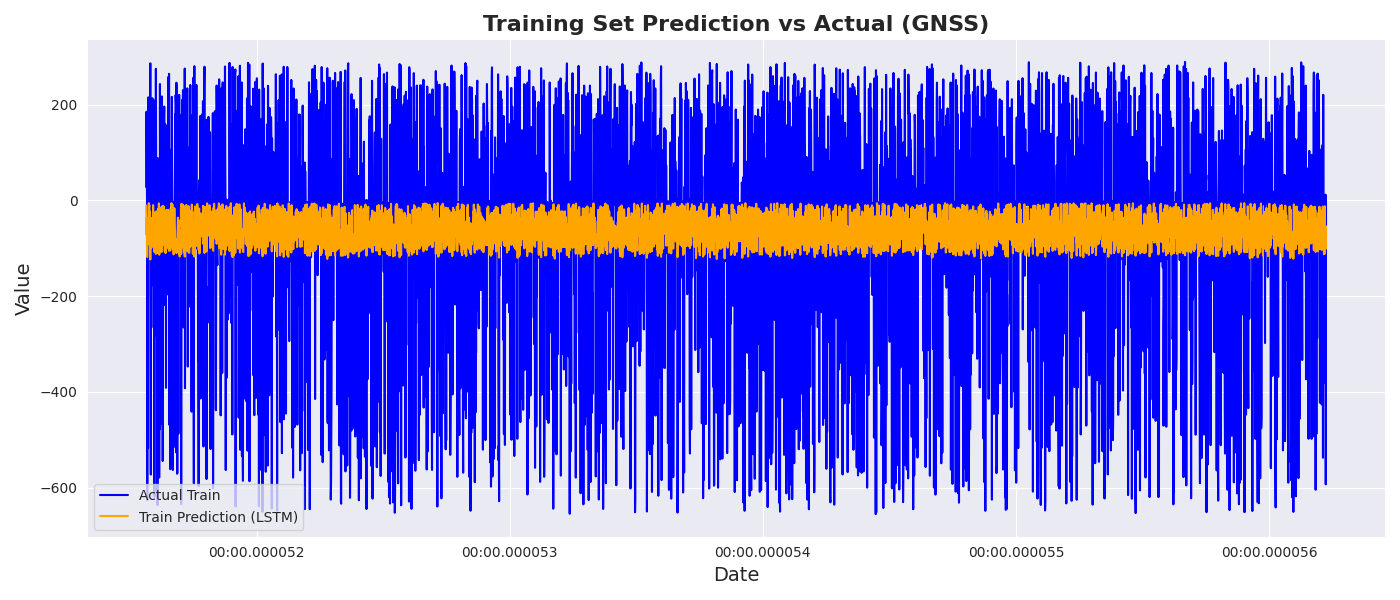 Training Set Prediction vs Actual (GNSS)
Value
200
0
−200
−400
−600
Actual Train
Train Prediction (LSTM)
00:00.000052
00:00.000053
00:00.000054
00:00.000055
00:00.000056
Date